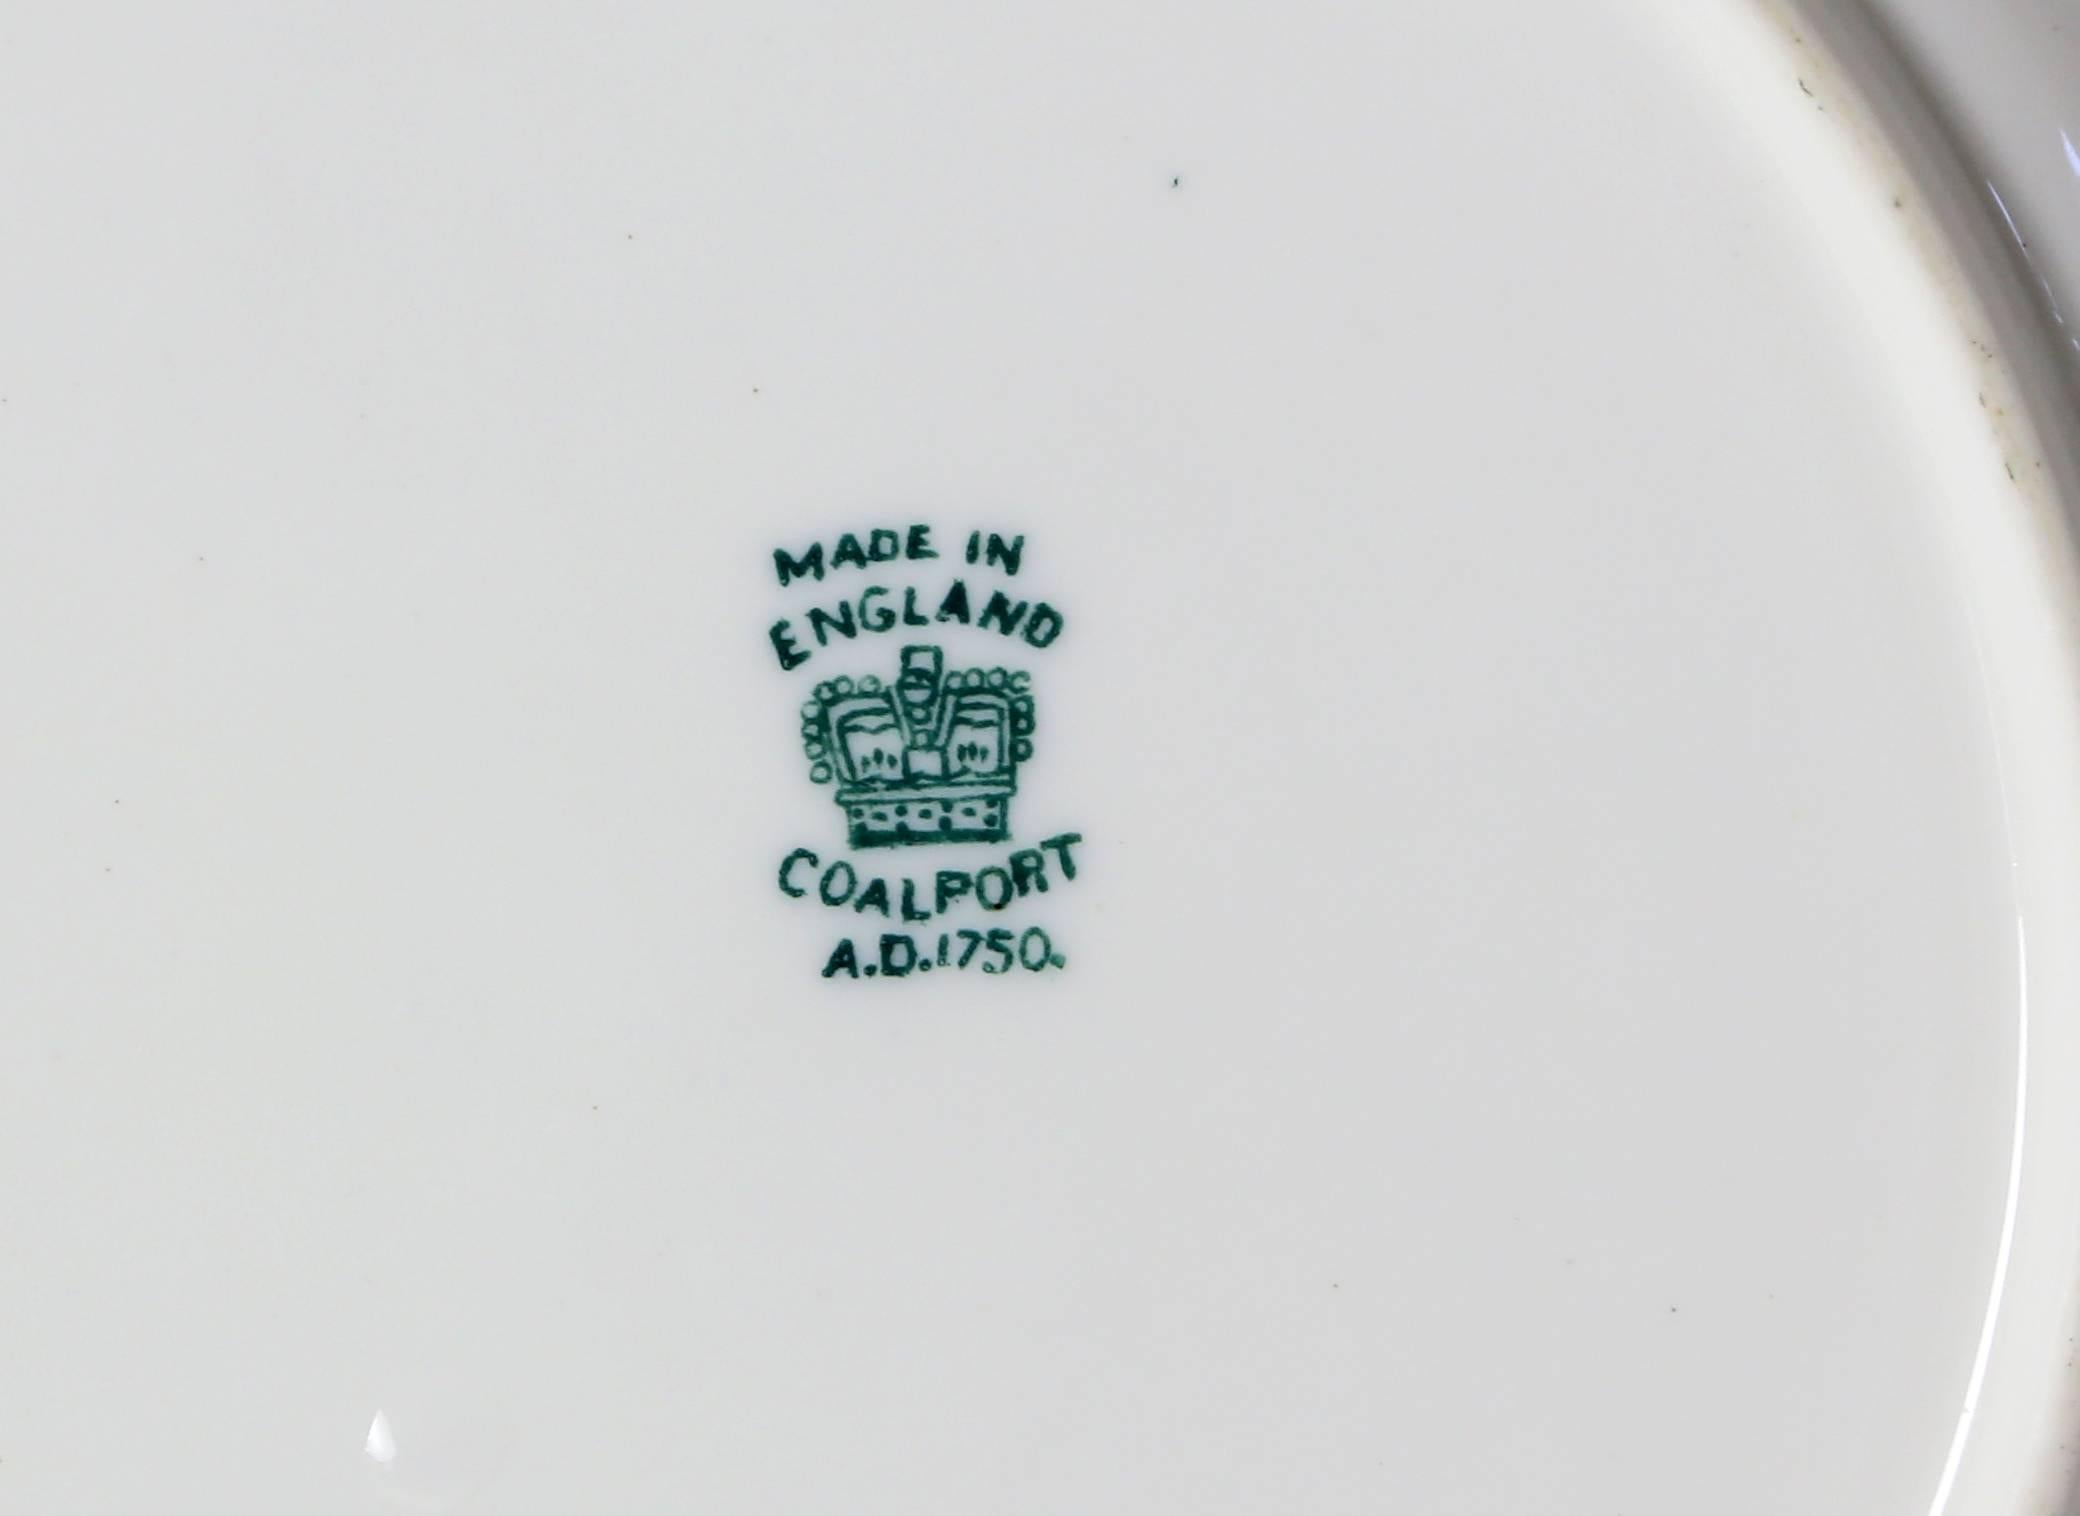 MADE IN
ENGLAND
COALPORT
A.D.1750.